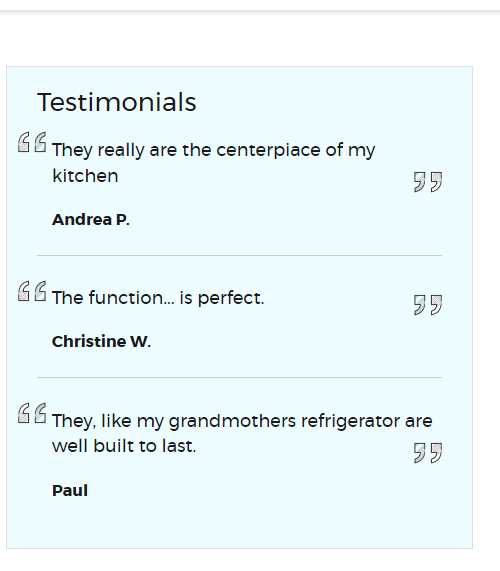 Testimonials
They really are the centerpiace of my
kitchen
Andrea P.
The function... is perfect.
Christine W.
They, like my grandmothers refrigerator are
well built to last.
Paul